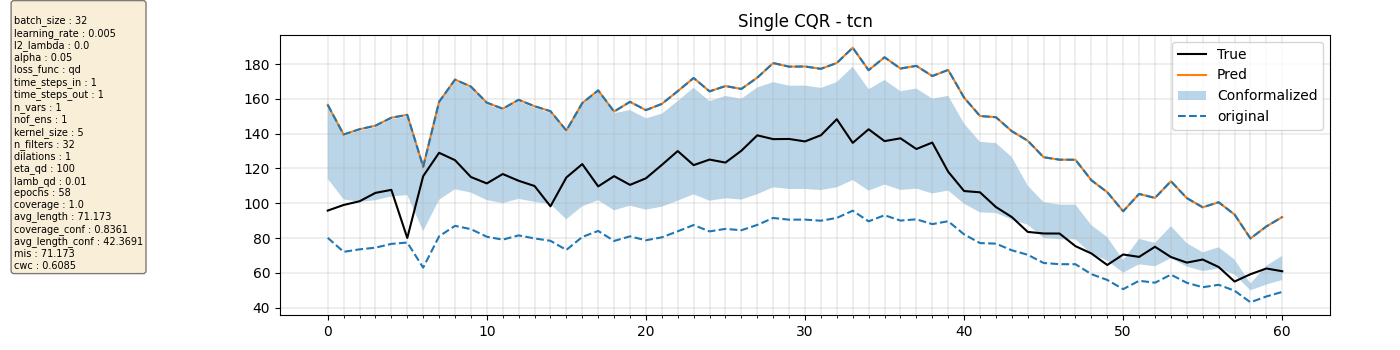 batch_size : 32
learning_rate : 0.005
l2_lambda : 0.0
alpha : 0.05
loss_func : qd
time_steps_in : 1
time_steps_out : 1
n_vars : 1
nof_ens : 1
kernel_size : 5
n_filters : 32
dilations : 1
eta_qd : 100
lamb_qd : 0.01
epochs : 58
coverage : 1.0
avg_length : 71.173
coverage_conf : 0.8361
avg_length_conf : 42.3691
mis : 71.173
cwc : 0.6085
Single CQR - tcn
True
Pred
Conformalized
original
180
160
140
120
100
80
60
40
0 10 20 30 40 50 60